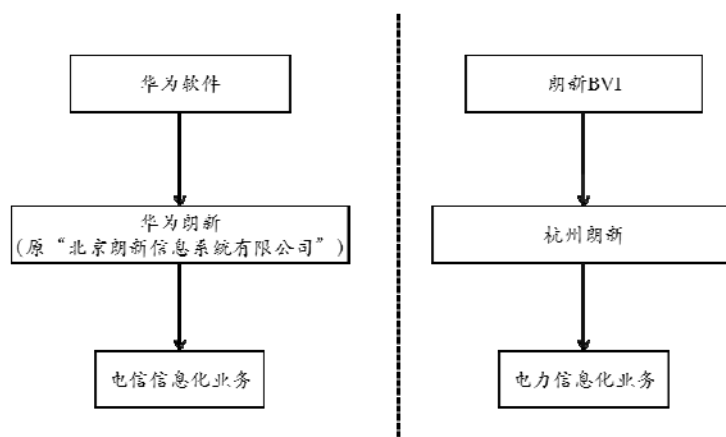 华为软件
华为朗新
(原“北京朗新信息系统有限公司”)
电信信息化业务
朗新BVI
杭州朗新
电力信息化业务